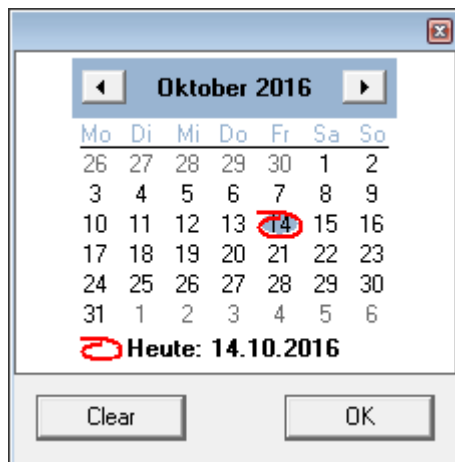 Oktober 2016
Mo Di Mi Do Fr Sa So
26 27 28 29 30 1 2
3 4 5 6 7 8 9
10 11 12 13 14 15 16
17 18 19 20 21 22 23
24 25 26 27 28 29 30
31 1 2 3 4 5 6
Heute: 14.10.2016
Clear OK